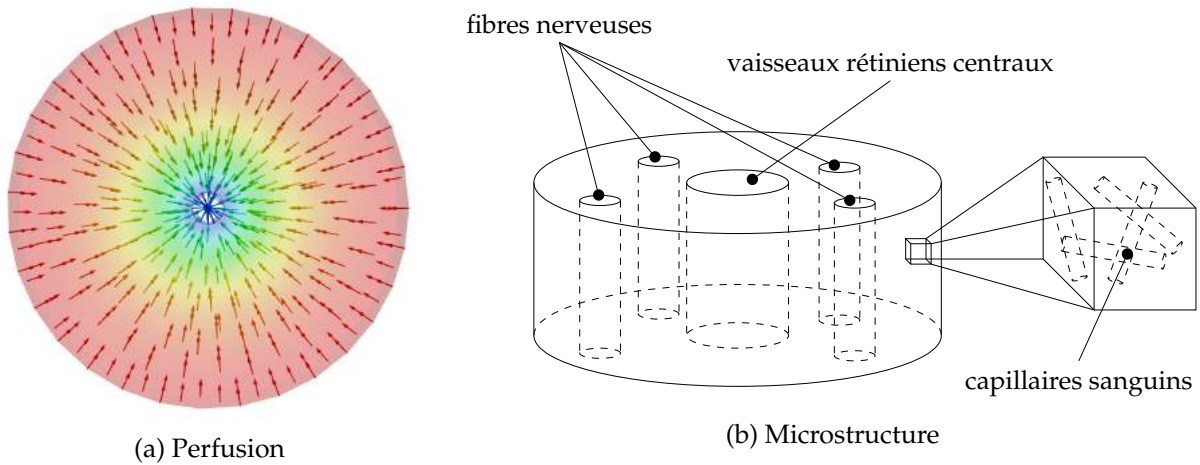 fibres nerveuses
vaisseaux rétiniens centraux
capillaires sanguins
(a) Perfusion
(b) Microstructure